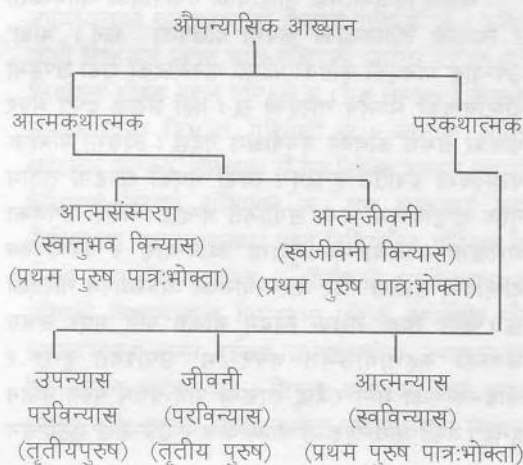 औपन्यासिक आख्यान
आत्मकथात्मक परकथात्मक
आत्मसंस्मरण आत्मजीवनी
(स्वानुभव विन्यास) (स्वजीवनी विन्यास)
(प्रथम पुरुष पात्र:भोक्ता) (प्रथम पुरुष पात्र:भोक्ता)
उपन्यास जीवनी आत्मन्यास
परविन्यास (परविन्यास) (स्वविन्यास)
(तृतीयपुरुष) (तृतीय पुरुष) (प्रथम पुरुष पात्र:भोक्ता)